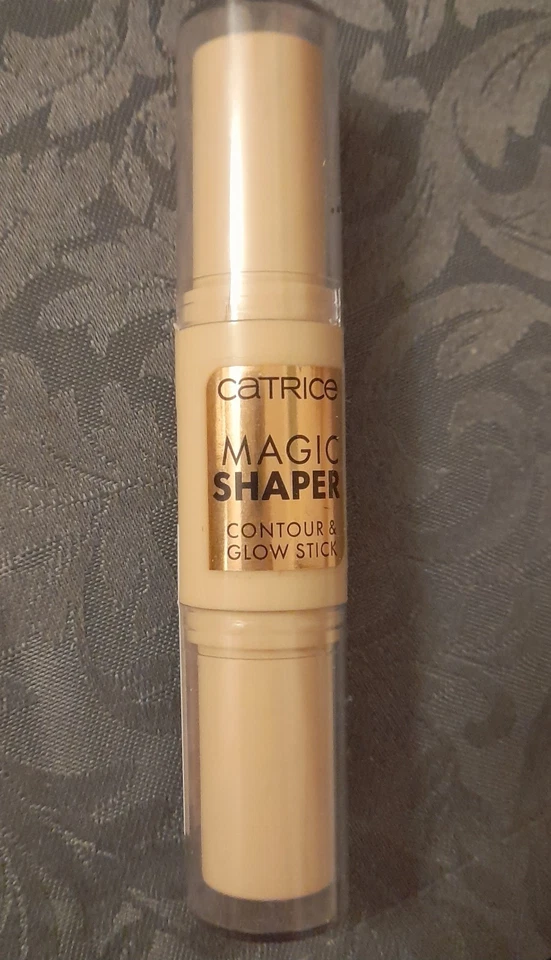 CATRICE
MAGIC
SHAPER
CONTOUR &
GLOW STICK